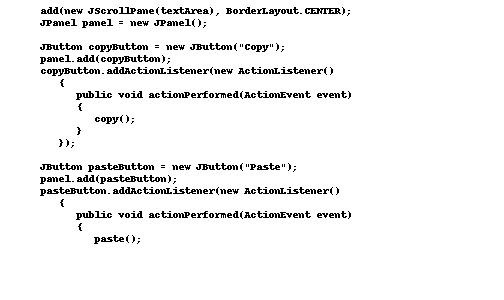 add(new JScrollPane(textArea), BorderLayout.CENTER);
JPanel panel = new JPanel();
JButton copyButton = new JButton("Copy");
panel.add(copyButton);
copyButton.addActionListener(new ActionListener()
{
public void actionPerformed(ActionEvent event)
{
copy();
}
});
JButton pasteButton = new JButton("Paste");
panel.add(pasteButton);
pasteButton.addActionListener(new ActionListener()
{
public void actionPerformed(ActionEvent event)
{
paste();